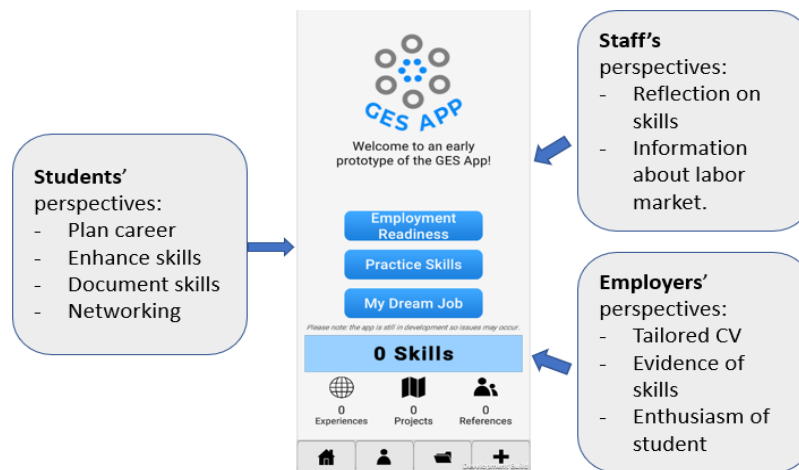 Students'
perspectives:
- Plan career
- Enhance skills
- Document skills
- Networking
GES APP
Welcome to an early
prototype of the GES App!
Employment
Readiness
Practice Skills
My Dream Job
Please note: the app is still in development so issues may occur.
0 Skills
0
Experiences
0
Projects
0
References
Development Build
Staff's
perspectives:
- Reflection on
skills
- Information
about labor
market.
Employers'
perspectives:
- Tailored CV
- Evidence of
skills
- Enthusiasm of
student